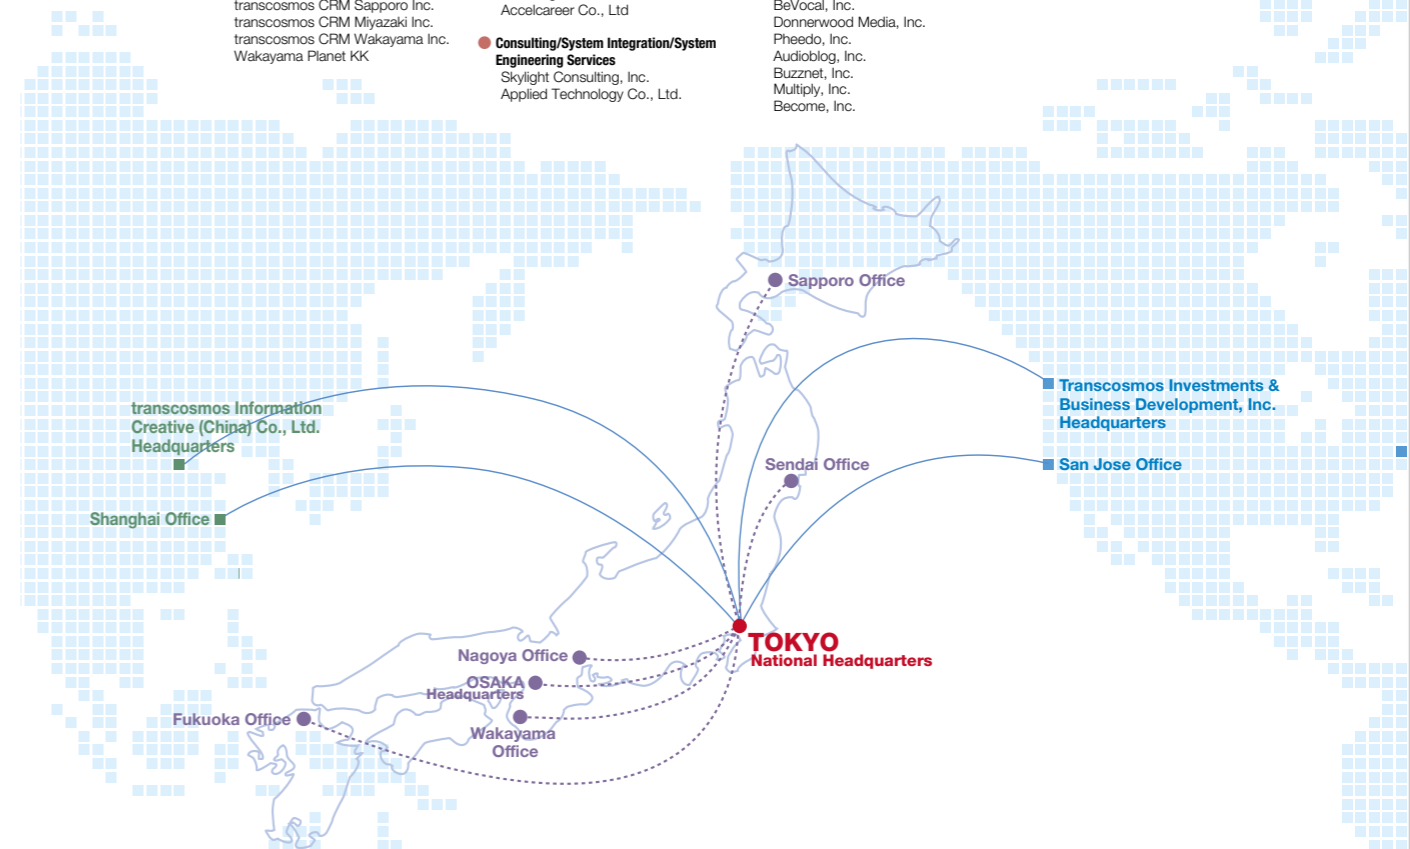 transcosmos CRM Sapporo Inc.
transcosmos CRM Miyazaki Inc.
transcosmos CRM Wakayama Inc.
Wakayama Planet KK
Accelcareer Co., Ltd
Consulting/System Integration/System
Engineering Services
Skylight Consulting, Inc.
Applied Technology Co., Ltd.
BeVocal, Inc.
Donnerwood Media, Inc.
Pheedo, Inc.
Audioblog, Inc.
Buzznet, Inc.
Multiply, Inc.
Become, Inc.
Sapporo Office
Transcosmos Investments &
Business Development, Inc.
Headquarters
transcosmos Information
Creative (China) Co., Ltd.
Headquarters
Sendai Office
San Jose Office
Shanghai Office
TOKYO
National Headquarters
Nagoya Office
OSAKA
Headquarters
Fukuoka Office
Wakayama
Office